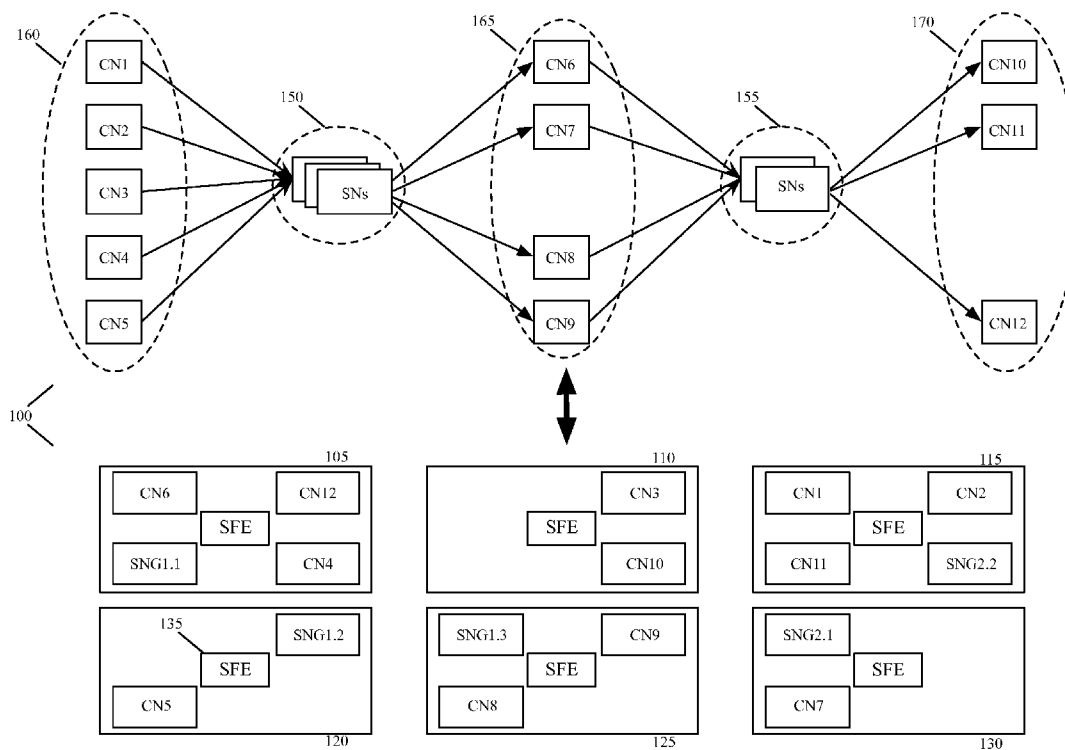 160
165
170
CN1
CN6
CN10
150
155
CN2
CN7
CN11
CN3
SNs
SNs
CN4
CN8
CN5
CN9
CN12
100
105
110
115
CN6
CN12
SFE
SNG1.1
CN4
CN3
SFE
CN10
CN1
CN2
SFE
CN11
SNG2.2
135
SNG1.2
SFE
CN5
SNG1.3
CN9
SFE
CN8
SNG2.1
SFE
CN7
120
125
130